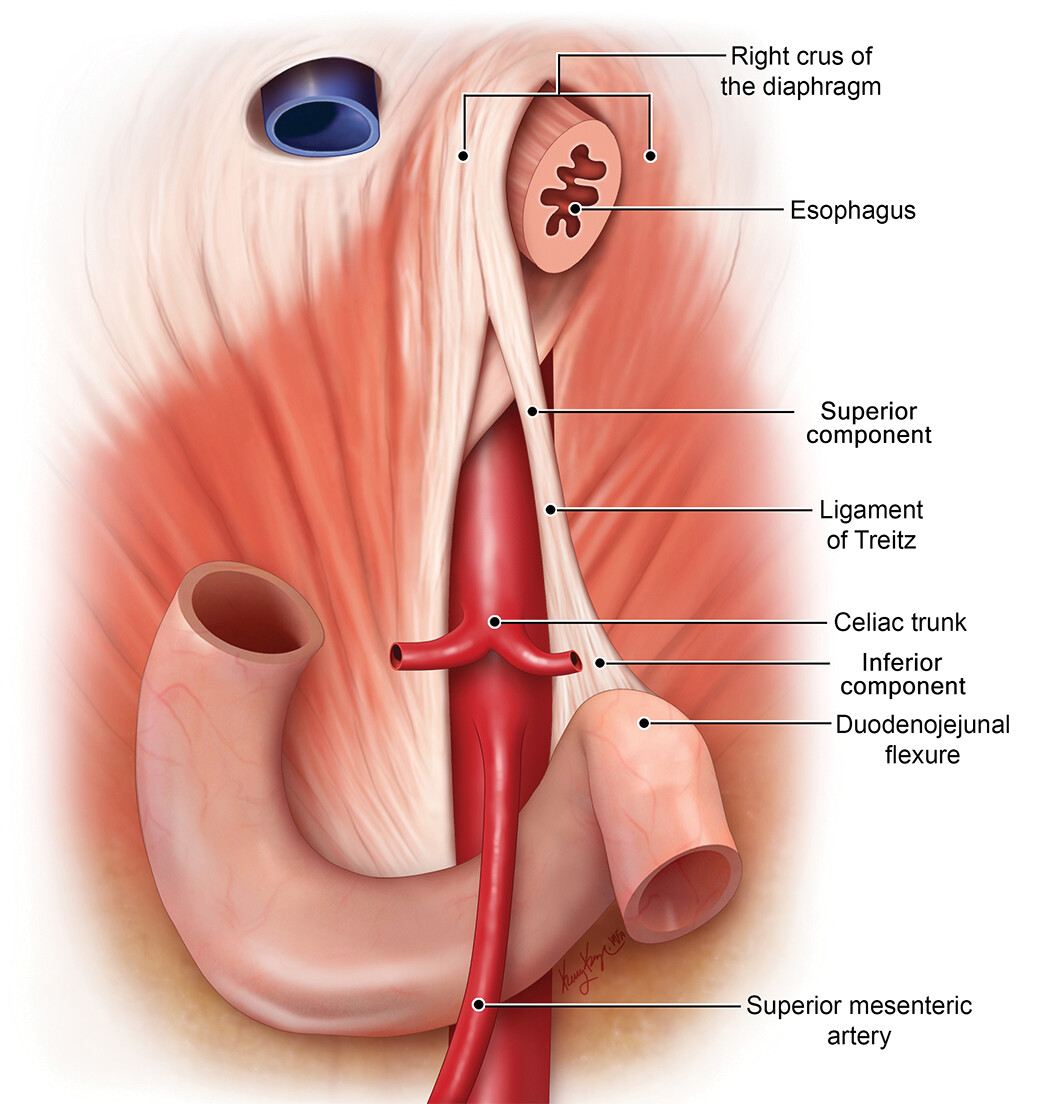 Right crus of
the diaphragm
Esophagus
Superior
component
Ligament
of Treitz
Celiac trunk
Inferior
component
Duodenojejunal
flexure
Superior mesenteric
artery